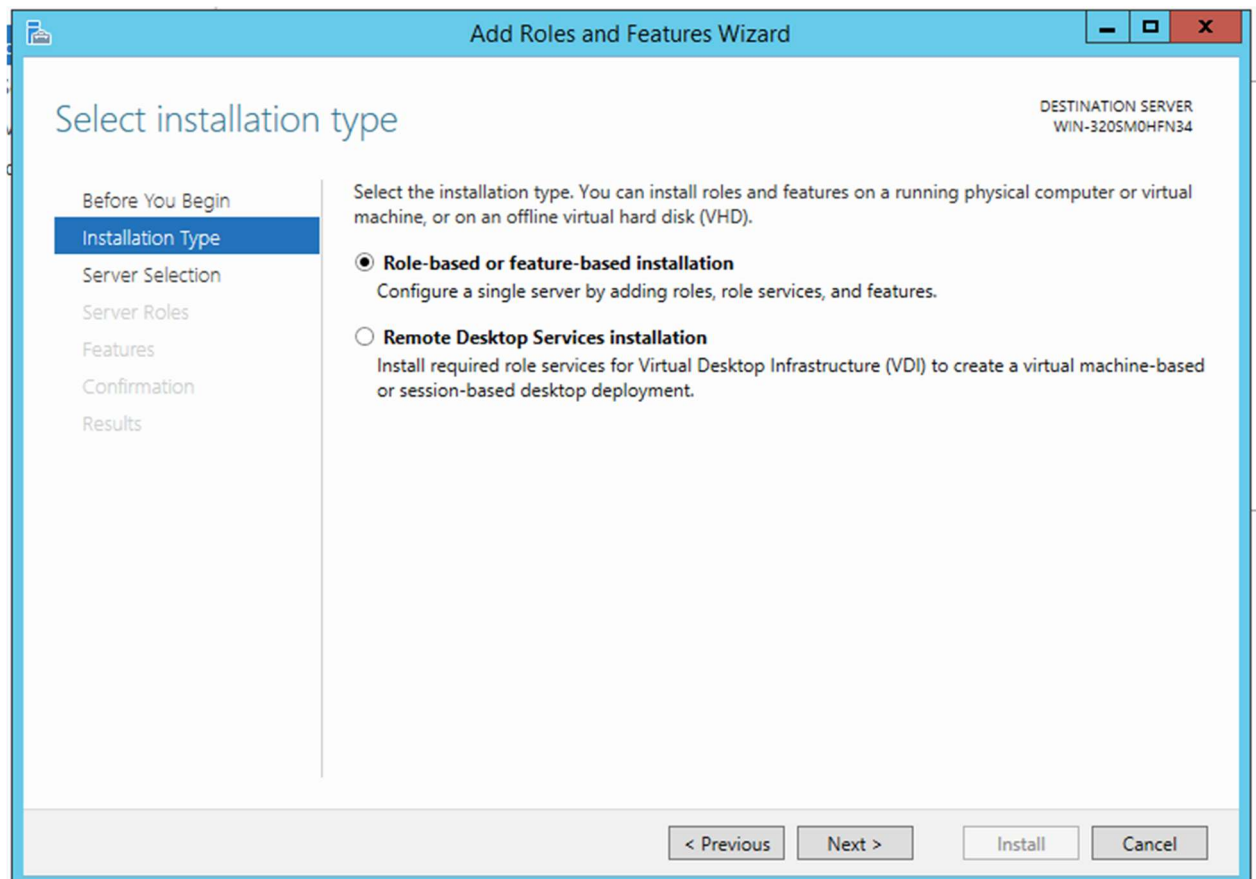 Add Roles and Features Wizard
Select installation type
DESTINATION SERVER
WIN-320SM0HFN34
Before You Begin
Installation Type
Server Selection
Server Roles
Features
Confirmation
Results
Select the installation type. You can install roles and features on a running physical computer or virtual
machine, or on an offline virtual hard disk (VHD).
Role-based or feature-based installation
Configure a single server by adding roles, role services, and features.
Remote Desktop Services installation
Install required role services for Virtual Desktop Infrastructure (VDI) to create a virtual machine-based
or session-based desktop deployment.
< Previous
Next >
Install
Cancel